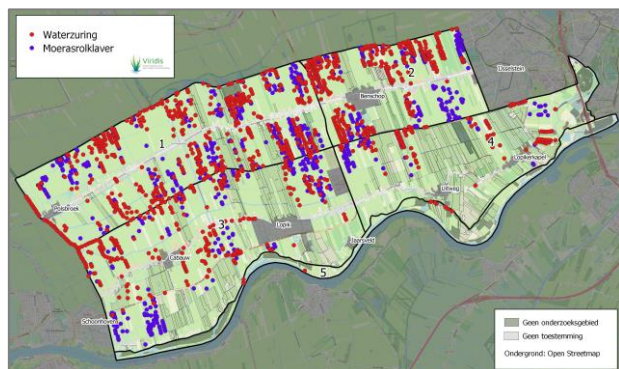 Waterzuring
Moerasrolklaver
Viridis
IJsselstein
2
Benschop
1
4
Lopikerkapel
Polsbroek
Uitweg
3
Lopik
Jaarsveld
Cabauw
5
Schoonhoven
Geen onderzoeksgebied
Geen toestemming
Ondergrond: Open Streetmap